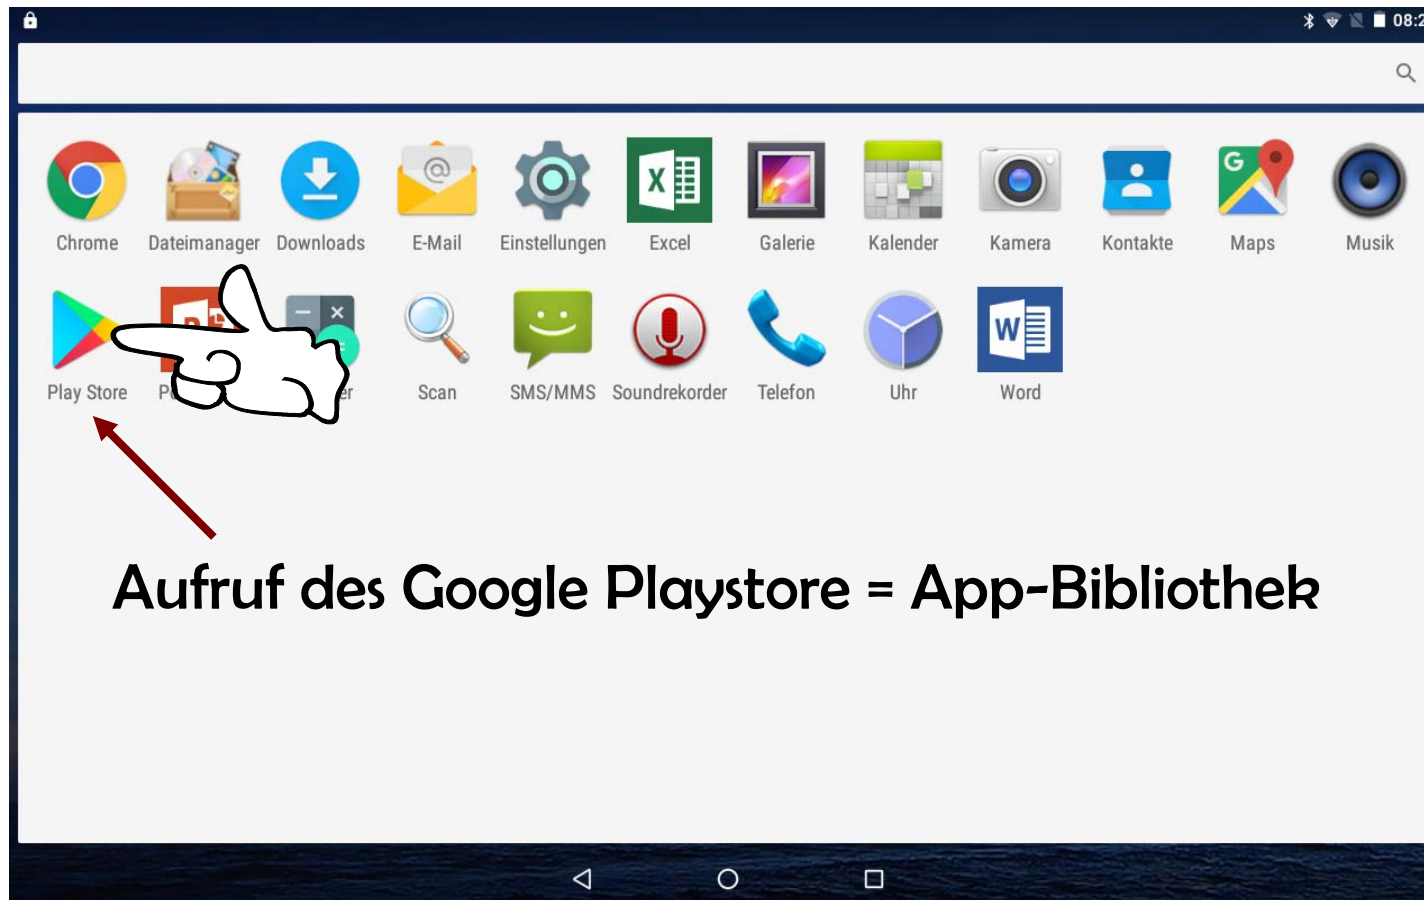 08:2
Chrome Dateimanager Downloads E-Mail Einstellungen Excel Galerie Kalender Kamera Kontakte Maps Musik
Play Store Scan SMS/MMS Soundrekorder Telefon Uhr Word
Aufruf des Google Playstore = App-Bibliothek